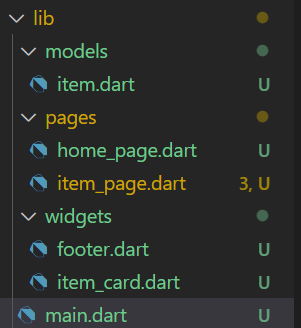 lib
models
item.dart U
pages
home_page.dart U
item_page.dart 3, U
widgets
footer.dart U
item_card.dart U
main.dart U